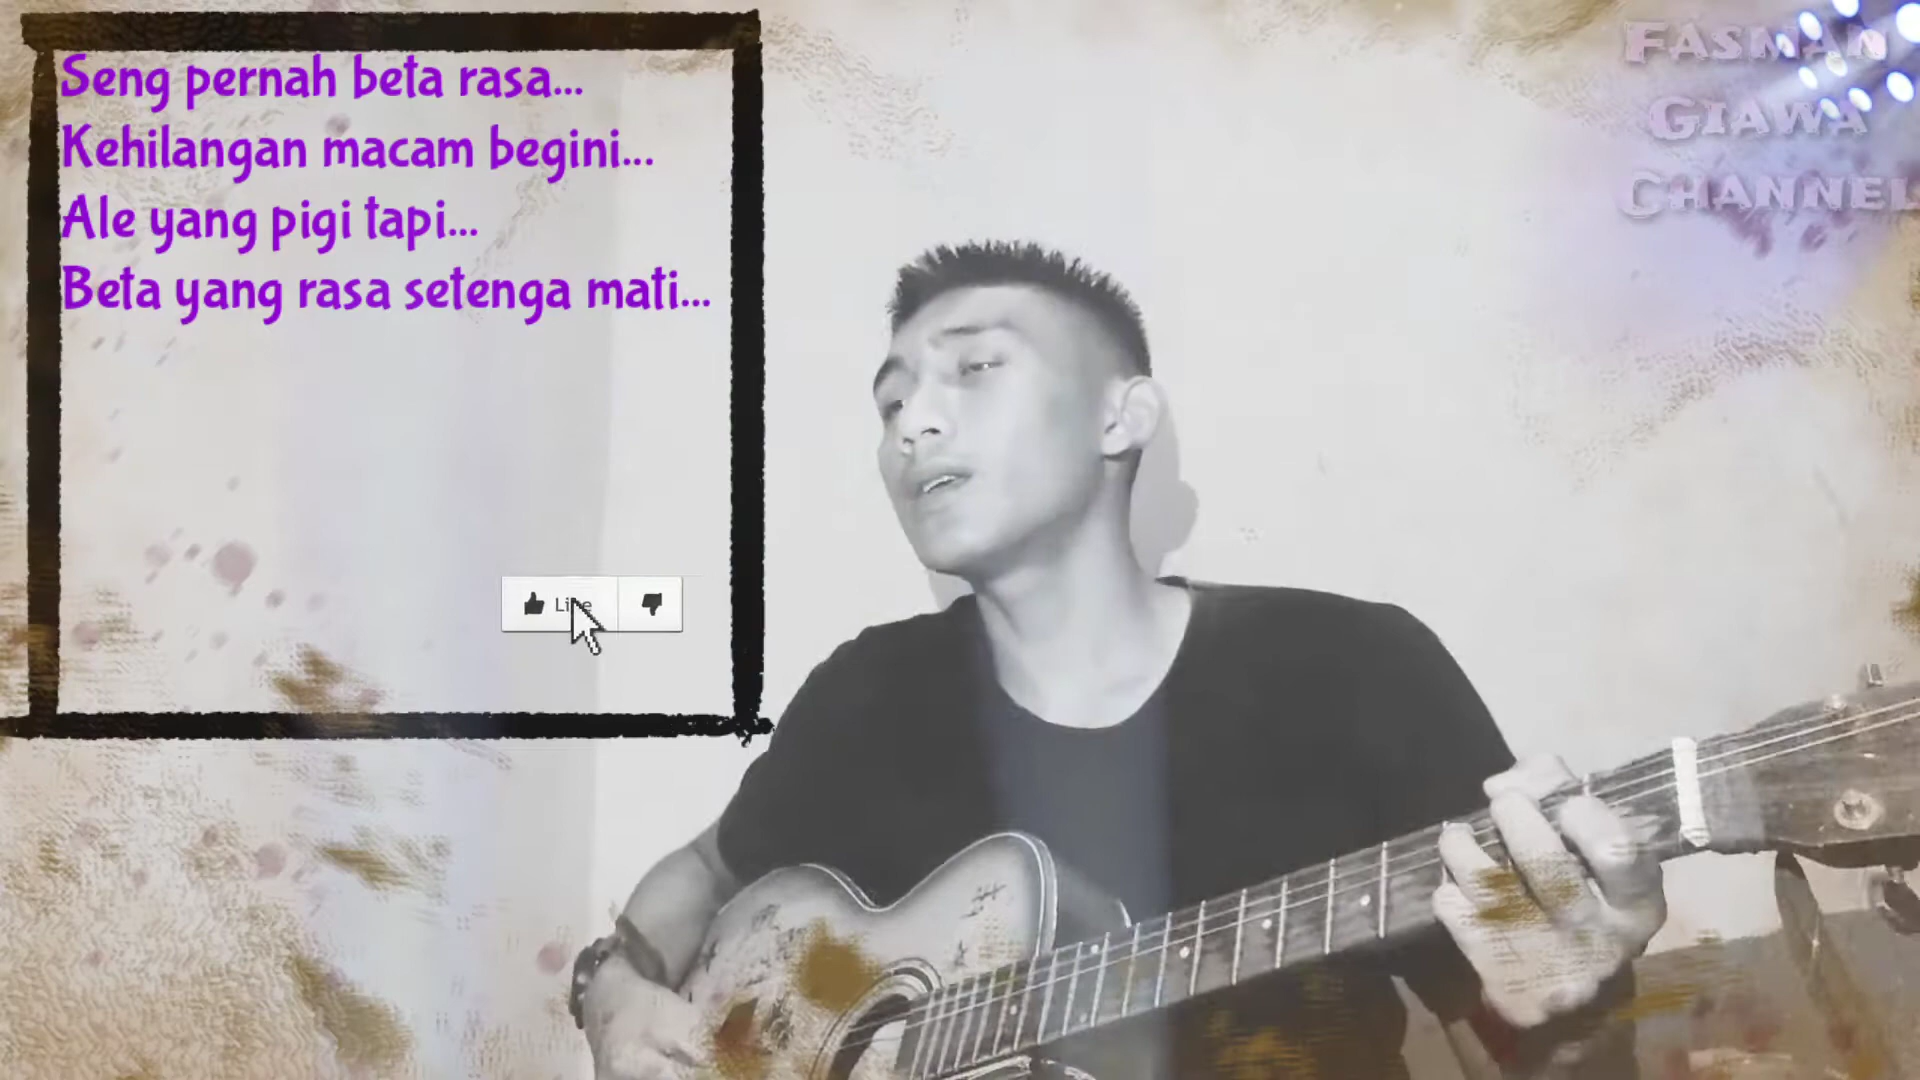 Seng pernah beta rasa...
Kehilangan macam begini...
Ale yang pigi tapi...
Beta yang rasa setenga mati...
Like
FASMAN
GIAWA
CHANNEL